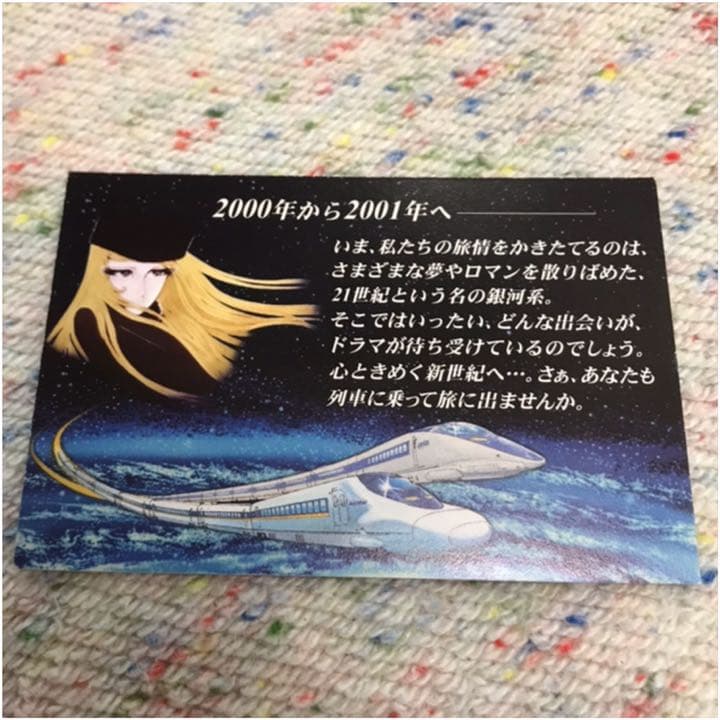 2000年から2001年へ
いま、私たちの旅情をかきたてるのは、
さまざまな夢やロマンを散りばめた、
21世紀という名の銀河系。
そこではいったい、どんな出会いが、
ドラマが待ち受けているのでしょう。
心ときめく新世紀へ…。さぁ、あなたも
列車に乗って旅に出ませんか。